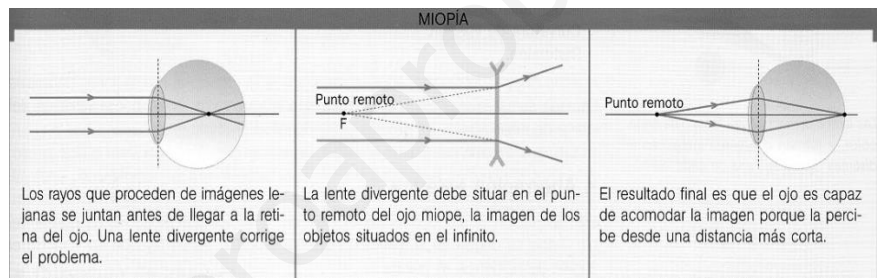 MIOPÍA
Punto remoto
F
Punto remoto
Los rayos que proceden de imágenes le-
janas se juntan antes de llegar a la reti-
na del ojo. Una lente divergente corrige
el problema.
La lente divergente debe situar en el pun-
to remoto del ojo miope, la imagen de los
objetos situados en el infinito.
El resultado final es que el ojo es capaz
de acomodar la imagen porque la perci-
be desde una distancia más corta.